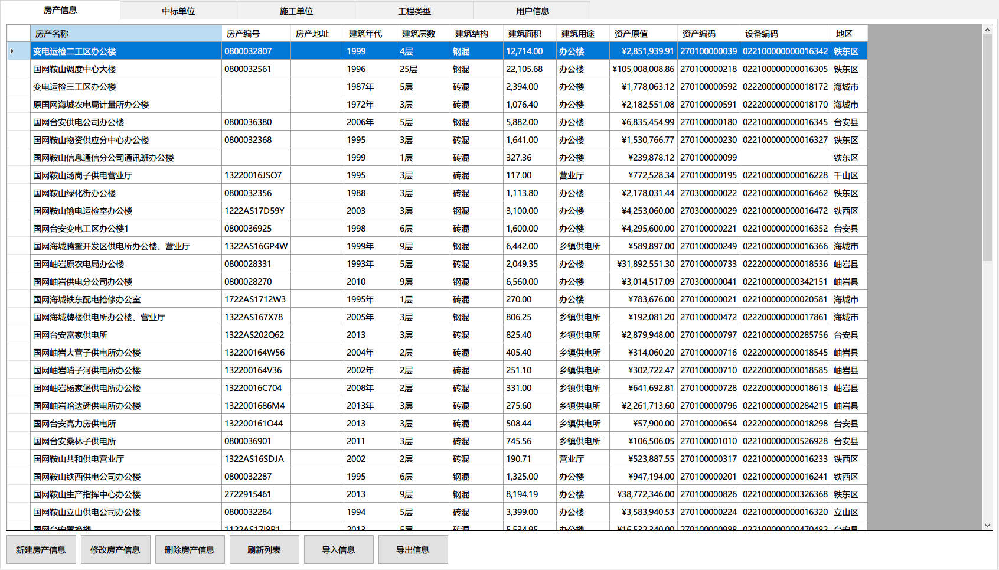 房产信息 中标单位 施工单位 工程类型 用户信息
房产名称 房产编号 房产地址 建筑年代 建筑层数 建筑结构 建筑面积 建筑用途 资产原值 资产编码 设备编码 地区
变电运检二工区办公楼 0800032807 1999 4层 钢混 12,714.00 办公楼 ¥2,851,939.91 270100000039 022100000000016342 铁东区
国网鞍山调度中心大楼 0800032561 1996 25层 钢混 22,105.68 办公楼 ¥105,008,008.86 270100000218 022100000000016305 铁东区
变电运检三工区办公楼 1987年 5层 砖混 2,394.00 办公楼 ¥1,778,063.12 270100000592 022200000000018172 海城市
原国网海城农电局计量所办公楼 1972年 3层 砖混 1,076.40 办公楼 ¥2,182,551.08 270100000591 022200000000018170 海城市
国网台安供电公司办公楼 0800036380 2006年 5层 钢混 5,882.00 办公楼 ¥6,835,454.99 270100000180 022100000000016345 台安县
国网鞍山物资供应分中心办公楼 0800032368 1995 3层 砖混 1,641.00 办公楼 ¥1,530,766.77 270100000230 022100000000016327 铁东区
国网鞍山信息通信分公司通讯班办公楼 1999 1层 砖混 327.36 办公楼 ¥239,878.12 270100000099 铁东区
国网鞍山汤岗子供电营业厅 13220016JSO7 1995 3层 砖混 117.00 营业厅 ¥772,528.34 270100000195 022100000000016228 千山区
国网鞍山绿化街办公楼 0800032356 1988 3层 砖混 1,113.80 办公楼 ¥2,178,031.44 270300000022 022100000000016462 铁东区
国网鞍山输电运检室办公楼 1222AS17D59Y 2003 3层 钢混 3,100.00 办公楼 ¥4,253,060.00 270300000029 022100000000016472 铁西区
国网台安变电工区办公楼1 0800036925 1998 6层 砖混 1,600.00 办公楼 ¥4,295,600.00 270100000221 022100000000016352 台安县
国网海城腾鳌开发区供电所办公楼、营业厅 1322AS16GP4W 1999年 9层 钢混 6,442.00 乡镇供电所 ¥589,897.00 270100000249 022100000000016366 海城市
国网岫岩原农电局办公楼 0800028331 1993年 5层 砖混 2,049.35 办公楼 ¥31,892,551.30 270100000733 022200000000018536 岫岩县
国网岫岩供电分公司办公楼 0800028270 2010 9层 钢混 6,560.00 办公楼 ¥3,014,517.09 270300000041 022100000000342151 岫岩县
国网海城铁东配电抢修办公室 1722AS1712W3 1995年 1层 砖混 270.00 办公楼 ¥783,676.00 270100000021 022100000000020581 海城市
国网海城牌楼供电所办公楼、营业厅 1322AS167X78 2005年 3层 钢混 806.25 乡镇供电所 ¥192,081.20 270100000472 022200000000017861 海城市
国网台安富家供电所 1322AS202Q62 2013 3层 砖混 825.40 乡镇供电所 ¥2,879,948.00 270100000797 022100000000285756 台安县
国网岫岩大营子供电所办公楼 132200164W56 2004年 2层 砖混 405.40 乡镇供电所 ¥314,060.20 270100000716 022200000000018545 岫岩县
国网岫岩哨子河供电所办公楼 132200164V36 2002年 2层 砖混 251.10 乡镇供电所 ¥302,722.47 270100000710 022200000000018585 岫岩县
国网岫岩杨家堡供电所办公楼 13220016C704 2008年 2层 砖混 331.00 乡镇供电所 ¥641,692.81 270100000728 022200000000018613 岫岩县
国网岫岩哈达碑供电所办公楼 1322001686M4 2013年 3层 砖混 275.60 乡镇供电所 ¥2,261,713.60 270100000796 022100000000284215 岫岩县
国网台安高力房供电所 132200161O44 2013 3层 砖混 508.44 乡镇供电所 ¥57,900.00 270100000654 022200000000018298 台安县
国网台安桑林子供电所 0800036901 2011 3层 砖混 745.56 乡镇供电所 ¥106,506.05 270100001010 022100000000526928 台安县
国网鞍山共和供电营业厅 1322AS16SDJA 2002 2层 砖混 190.71 营业厅 ¥523,887.55 270100000317 022100000000016233 铁西区
国网鞍山铁西供电公司办公楼 0800032287 1995 6层 钢混 1,325.00 办公楼 ¥947,194.00 270100000201 022100000000016241 铁西区
国网鞍山生产指挥中心办公楼 2722915461 2013 9层 钢混 8,194.19 办公楼 ¥38,772,346.00 270100000826 022100000000326368 铁东区
国网鞍山立山供电公司办公楼 0800032284 1994 5层 砖混 3,399.00 办公楼 ¥3,583,940.53 270100000224 022100000000016320 立山区
国网台安置换楼 1122AS17J8R1 2013 5层 砖混 5,534.95 办公楼 ¥16,532,340.00 270100000988 022100000000470482 台安县
新建房产信息 修改房产信息 删除房产信息 刷新列表 导入信息 导出信息